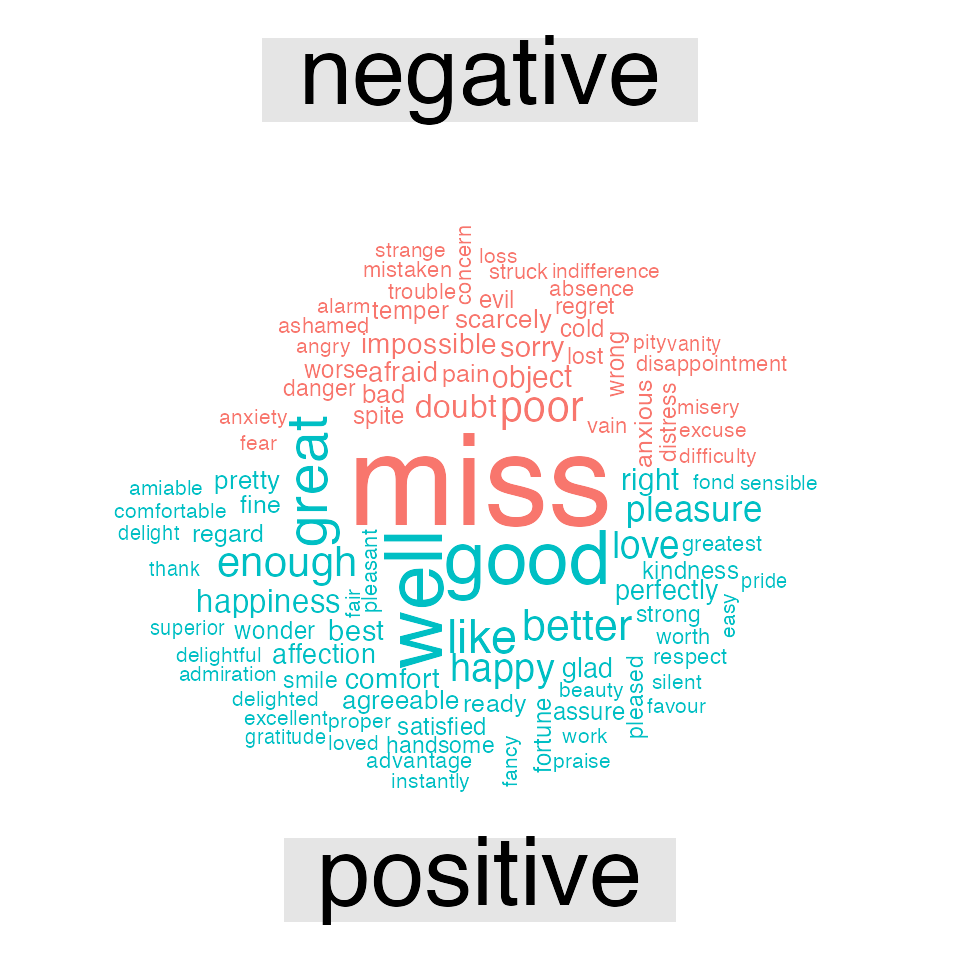 negative
strange
concern
loss
mistaken
struck
indifference
trouble
evil
absence
alarm
temper
regret
ashamed
scarcely
cold
angry
impossible
sorry
lost
wrong
pity
vanity
worse
afraid
pain
object
disappointment
danger
bad
anxious
distress
anxiety
spite
doubt
poor
vain
misery
excuse
fear
miss
difficulty
great
amiable
pretty
right
fond
sensible
comfortable
fine
pleasure
delight
regard
enough
pleasant
well
good
love
greatest
thank
kindness
happiness
fair
perfectly
pride
superior
wonder
best
like
better
strong
easy
delightful
affection
worth
admiration
smile
comfort
happy
glad
respect
delighted
agreeable
ready
beauty
pleased
silent
excellent
proper
satisfied
fortune
assure
favour
gratitude
loved
handsome
work
advantage
fancy
praise
instantly
positive